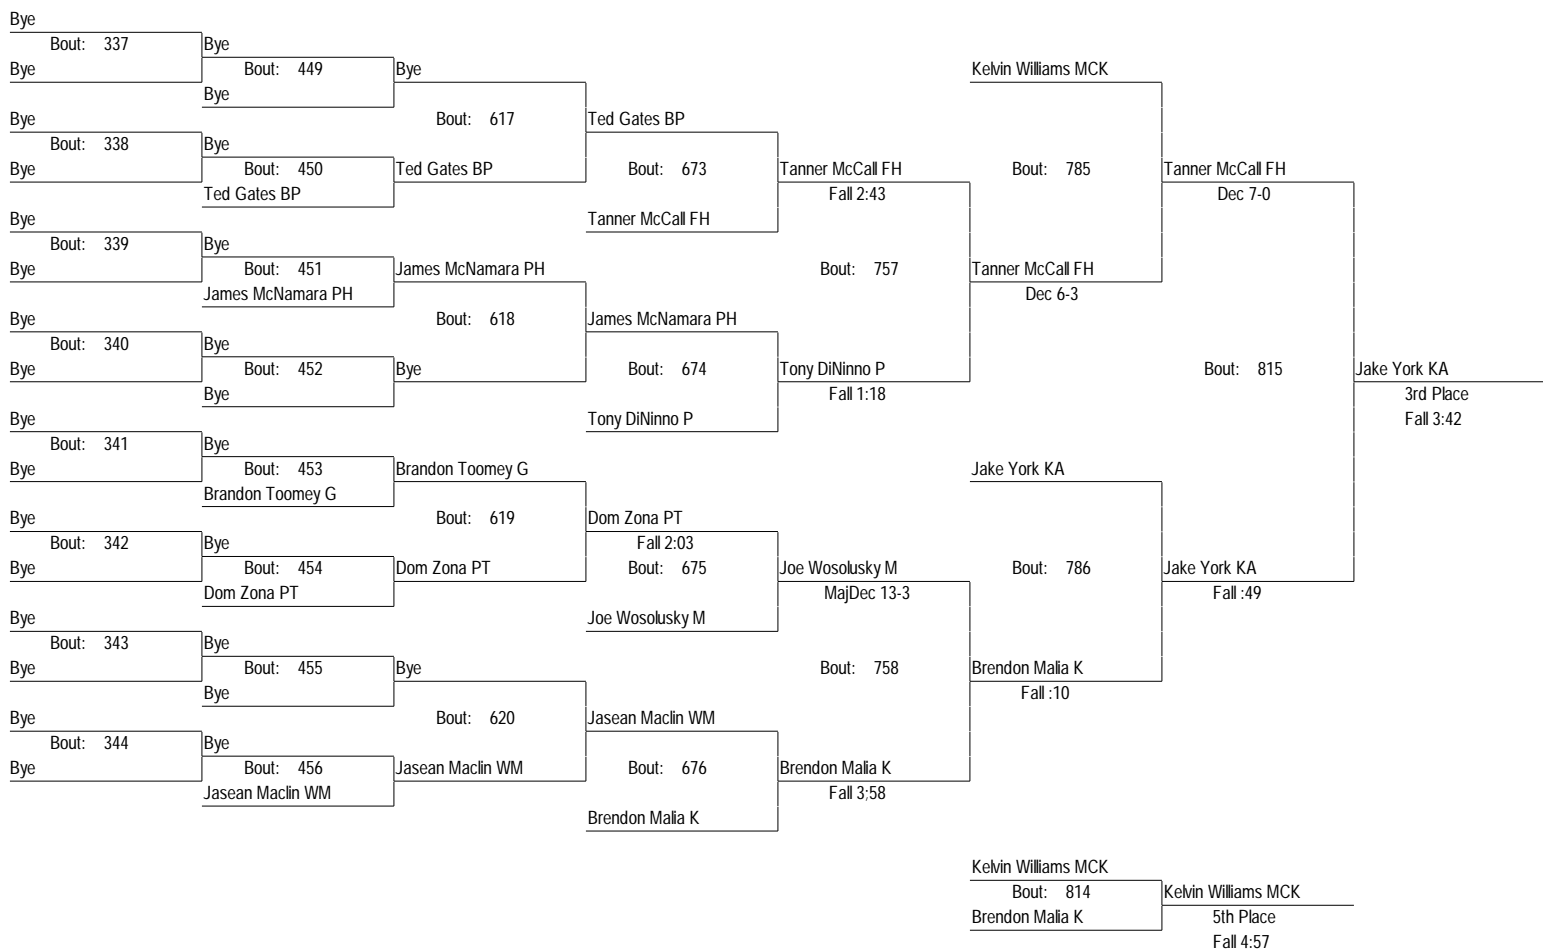 Bye
Bout: 337 Bye
Bye Bout: 449 Bye Kelvin Williams MCK
Bye
Bye Bout: 617 Ted Gates BP
Bout: 338 Bye
Bye Bout: 450 Ted Gates BP Bout: 673 Tanner McCall FH Bout: 785 Tanner McCall FH
Ted Gates BP Fall 2:43 Dec 7-0
Bye Tanner McCall FH
Bout: 339 Bye
Bye Bout: 451 James McNamara PH Bout: 757 Tanner McCall FH
James McNamara PH Dec 6-3
Bye Bout: 618 James McNamara PH
Bout: 340 Bye
Bye Bout: 452 Bye Bout: 674 Tony DiNinno P Bout: 815 Jake York KA
Bye Fall 1:18 3rd Place
Bye Tony DiNinno P Fall 3:42
Bout: 341 Bye
Bye Bout: 453 Brandon Toomey G Jake York KA
Brandon Toomey G
Bye Bout: 619 Dom Zona PT
Bout: 342 Bye Fall 2:03
Bye Bout: 454 Dom Zona PT Bout: 675 Joe Wosolusky M Bout: 786 Jake York KA
Dom Zona PT MajDec 13-3 Fall :49
Bye Joe Wosolusky M
Bout: 343 Bye
Bye Bout: 455 Bye Bout: 758 Brendon Malia K
Bye Fall :10
Bye Bout: 620 Jasean Maclin WM
Bout: 344 Bye
Bye Bout: 456 Jasean Maclin WM Bout: 676 Brendon Malia K
Jasean Maclin WM Fall 3;58
Brendon Malia K
Kelvin Williams MCK
Bout: 814 Kelvin Williams MCK
Brendon Malia K 5th Place
Fall 4:57